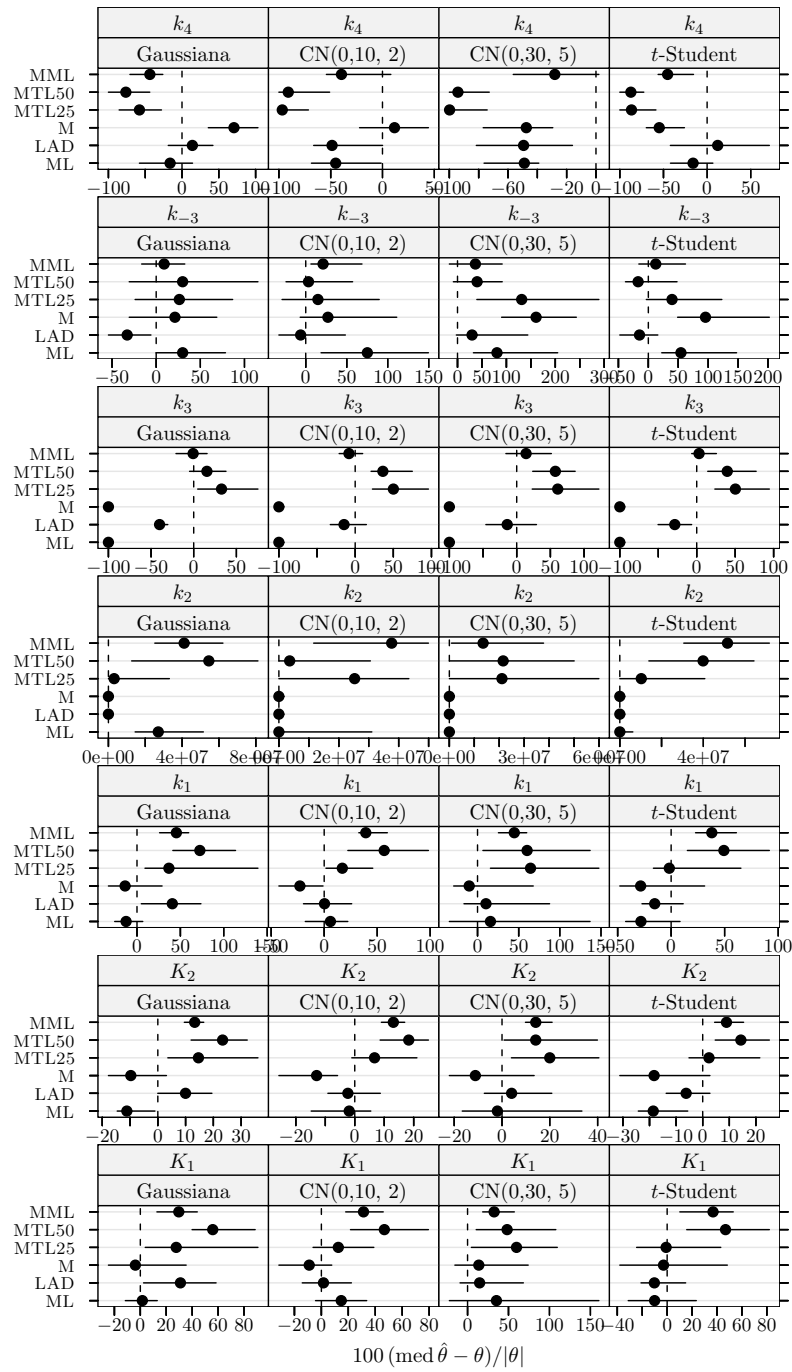 k₄ k₄ k₄ k₄
Gaussiana CN(0,10, 2) CN(0,30, 5) t-Student
MML
MTL50
MTL25
M
LAD
ML
−100 −50 0 50 100 −100 −50 0 50 −100 −60 −20 −100 −50 0 50
k₋₃ k₋₃ k₋₃ k₋₃
Gaussiana CN(0,10, 2) CN(0,30, 5) t-Student
MML
MTL50
MTL25
M
LAD
ML
−50 0 50 100 0 50 100 150 0 50 100 200 300 −50 0 50 100 200
k₃ k₃ k₃ k₃
Gaussiana CN(0,10, 2) CN(0,30, 5) t-Student
MML
MTL50
MTL25
M
LAD
ML
−100 −50 0 50 −100 0 50 100 −100 0 50 100 −100 0 50 100
k₂ k₂ k₂ k₂
Gaussiana CN(0,10, 2) CN(0,30, 5) t-Student
MML
MTL50
MTL25
M
LAD
ML
0e+00 4e+07 8e+07 0e+00 2e+07 4e+07 0e+00 3e+07 6e+07 0e+00 4e+07
k₁ k₁ k₁ k₁
Gaussiana CN(0,10, 2) CN(0,30, 5) t-Student
MML
MTL50
MTL25
M
LAD
ML
0 50 100 150 −50 0 50 100 0 50 100 150 −50 0 50 100
K₂ K₂ K₂ K₂
Gaussiana CN(0,10, 2) CN(0,30, 5) t-Student
MML
MTL50
MTL25
M
LAD
ML
−20 0 10 30 −20 0 10 20 −20 0 20 40 −30 −10 0 10 20
K₁ K₁ K₁ K₁
Gaussiana CN(0,10, 2) CN(0,30, 5) t-Student
MML
MTL50
MTL25
M
LAD
ML
−20 0 20 40 60 80 −20 0 20 40 60 80 0 50 100 150 −20 0 20 40 60 80
100 (med θ̂ − θ)/|θ|